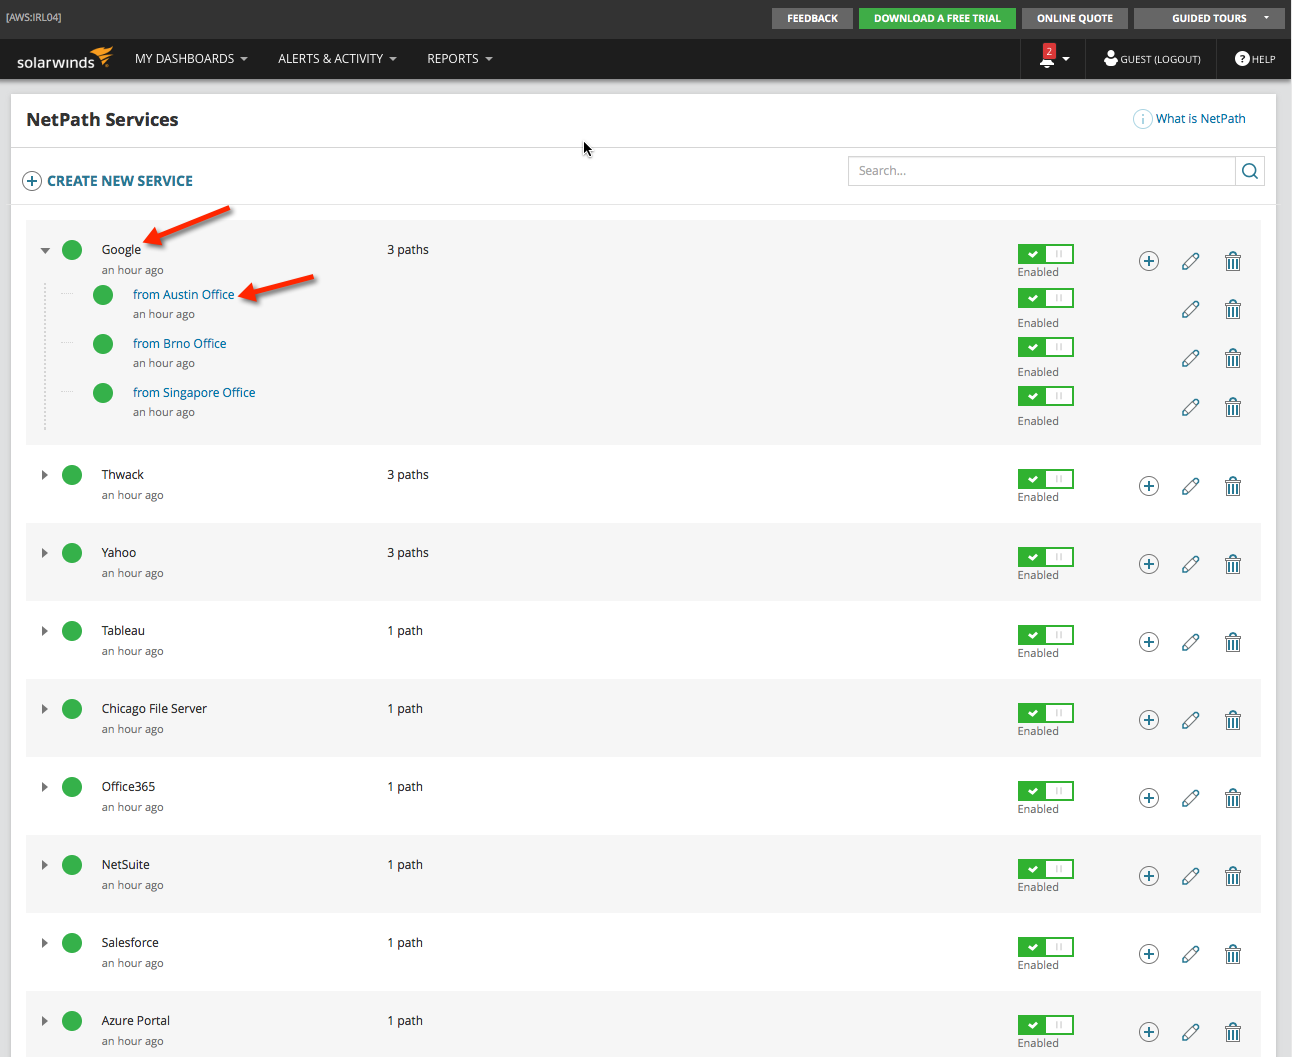 [AWS:IRL04]
FEEDBACK
DOWNLOAD A FREE TRIAL
ONLINE QUOTE
GUIDED TOURS
solarwinds
MY DASHBOARDS
ALERTS & ACTIVITY
REPORTS
2
GUEST (LOGOUT)
? HELP
NetPath Services
i What is NetPath
CREATE NEW SERVICE
Search...
Google
3 paths
an hour ago
Enabled
from Austin Office
an hour ago
Enabled
from Brno Office
an hour ago
Enabled
from Singapore Office
an hour ago
Enabled
Thwack
3 paths
an hour ago
Enabled
Yahoo
3 paths
an hour ago
Enabled
Tableau
1 path
an hour ago
Enabled
Chicago File Server
1 path
an hour ago
Enabled
Office365
1 path
an hour ago
Enabled
NetSuite
1 path
an hour ago
Enabled
Salesforce
1 path
an hour ago
Enabled
Azure Portal
1 path
an hour ago
Enabled